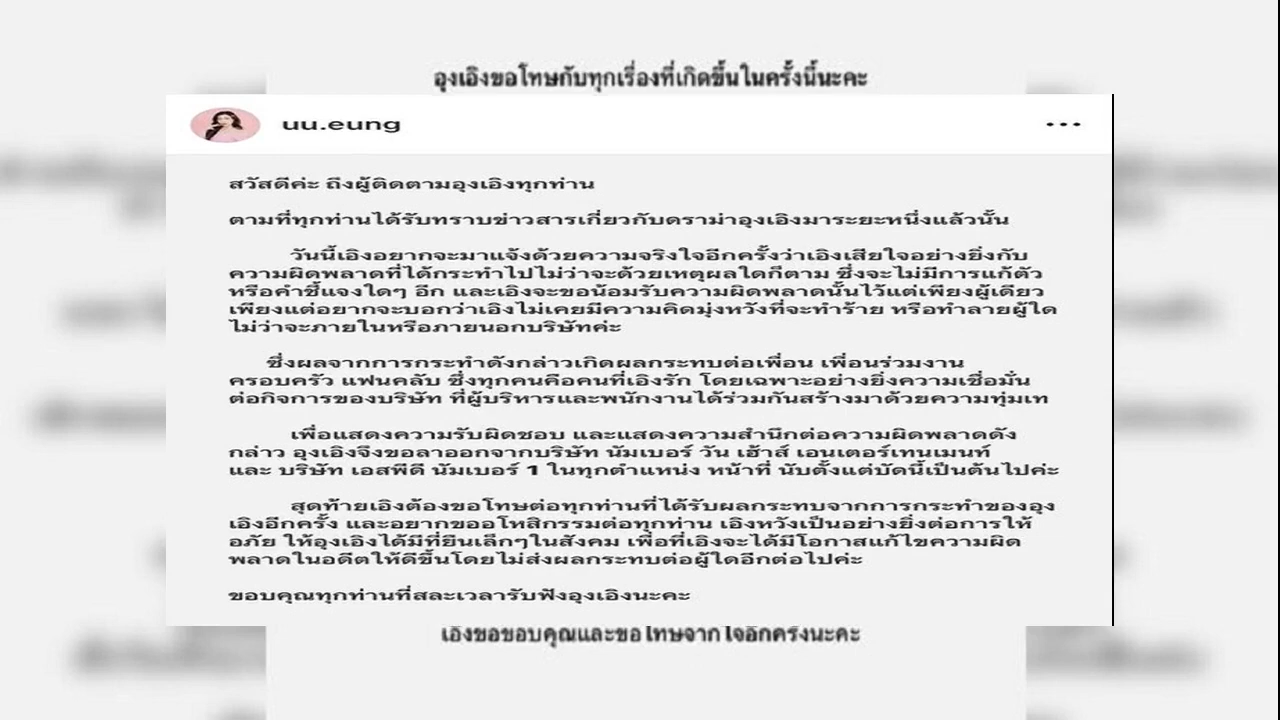 อุงเอิงขอโทษกับทุกเรื่องที่เกิดขึ้นในครั้งนี้นะคะ
uu.eung
สวัสดีค่ะ ถึงผู้ติดตามอุงเอิงทุกท่าน
ตามที่ทุกท่านได้รับทราบข่าวสารเกี่ยวกับดราม่าอุงเอิงมาระยะหนึ่งแล้วนั้น
วันนี้เอิงอยากจะมาแจ้งด้วยความจริงใจอีกครั้งว่าเอิงเสียใจอย่างยิ่งกับ
ความผิดพลาดที่ได้กระทำไปไม่ว่าจะด้วยเหตุผลใดก็ตาม ซึ่งจะไม่มีการแก้ตัว
หรือคำชี้แจงใดๆ อีก และเอิงจะขอน้อมรับความผิดพลาดนั้นไว้แต่เพียงผู้เดียว
เพียงแต่อยากจะบอกว่าเอิงไม่เคยมีความคิดมุ่งหวังที่จะทำร้าย หรือทำลายผู้ใด
ไม่ว่าจะภายในหรือภายนอกบริษัทค่ะ
ซึ่งผลจากการกระทำดังกล่าวเกิดผลกระทบต่อเพื่อน เพื่อนร่วมงาน
ครอบครัว แฟนคลับ ซึ่งทุกคนคือคนที่เอิงรัก โดยเฉพาะอย่างยิ่งความเชื่อมั่น
ต่อกิจการของบริษัท ที่ผู้บริหารและพนักงานได้ร่วมกันสร้างมาด้วยความทุ่มเท
เพื่อแสดงความรับผิดชอบ และแสดงความสำนึกต่อความผิดพลาดดัง
กล่าว อุงเอิงจึงขอลาออกจากบริษัท นัมเบอร์ วัน เฮ้าส์ เอนเตอร์เทนเมนท์
และ บริษัท เอสพีดี นัมเบอร์ 1 ในทุกตำแหน่ง หน้าที่ นับตั้งแต่บัดนี้เป็นต้นไปค่ะ
สุดท้ายเอิงต้องขอโทษต่อทุกท่านที่ได้รับผลกระทบจากการกระทำของอุง
เอิงอีกครั้ง และอยากขออโหสิกรรมต่อทุกท่าน เอิงหวังเป็นอย่างยิ่งต่อการให้
อภัย ให้อุงเอิงได้มีที่ยืนเล็กๆในสังคม เพื่อที่เอิงจะได้มีโอกาสแก้ไขความผิด
พลาดในอดีตให้ดีขึ้นโดยไม่ส่งผลกระทบต่อผู้ใดอีกต่อไปค่ะ
ขอบคุณทุกท่านที่สละเวลารับฟังอุงเอิงนะคะ
เอิงขอขอบคุณและขอโทษจากใจอีกครั้งนะคะ